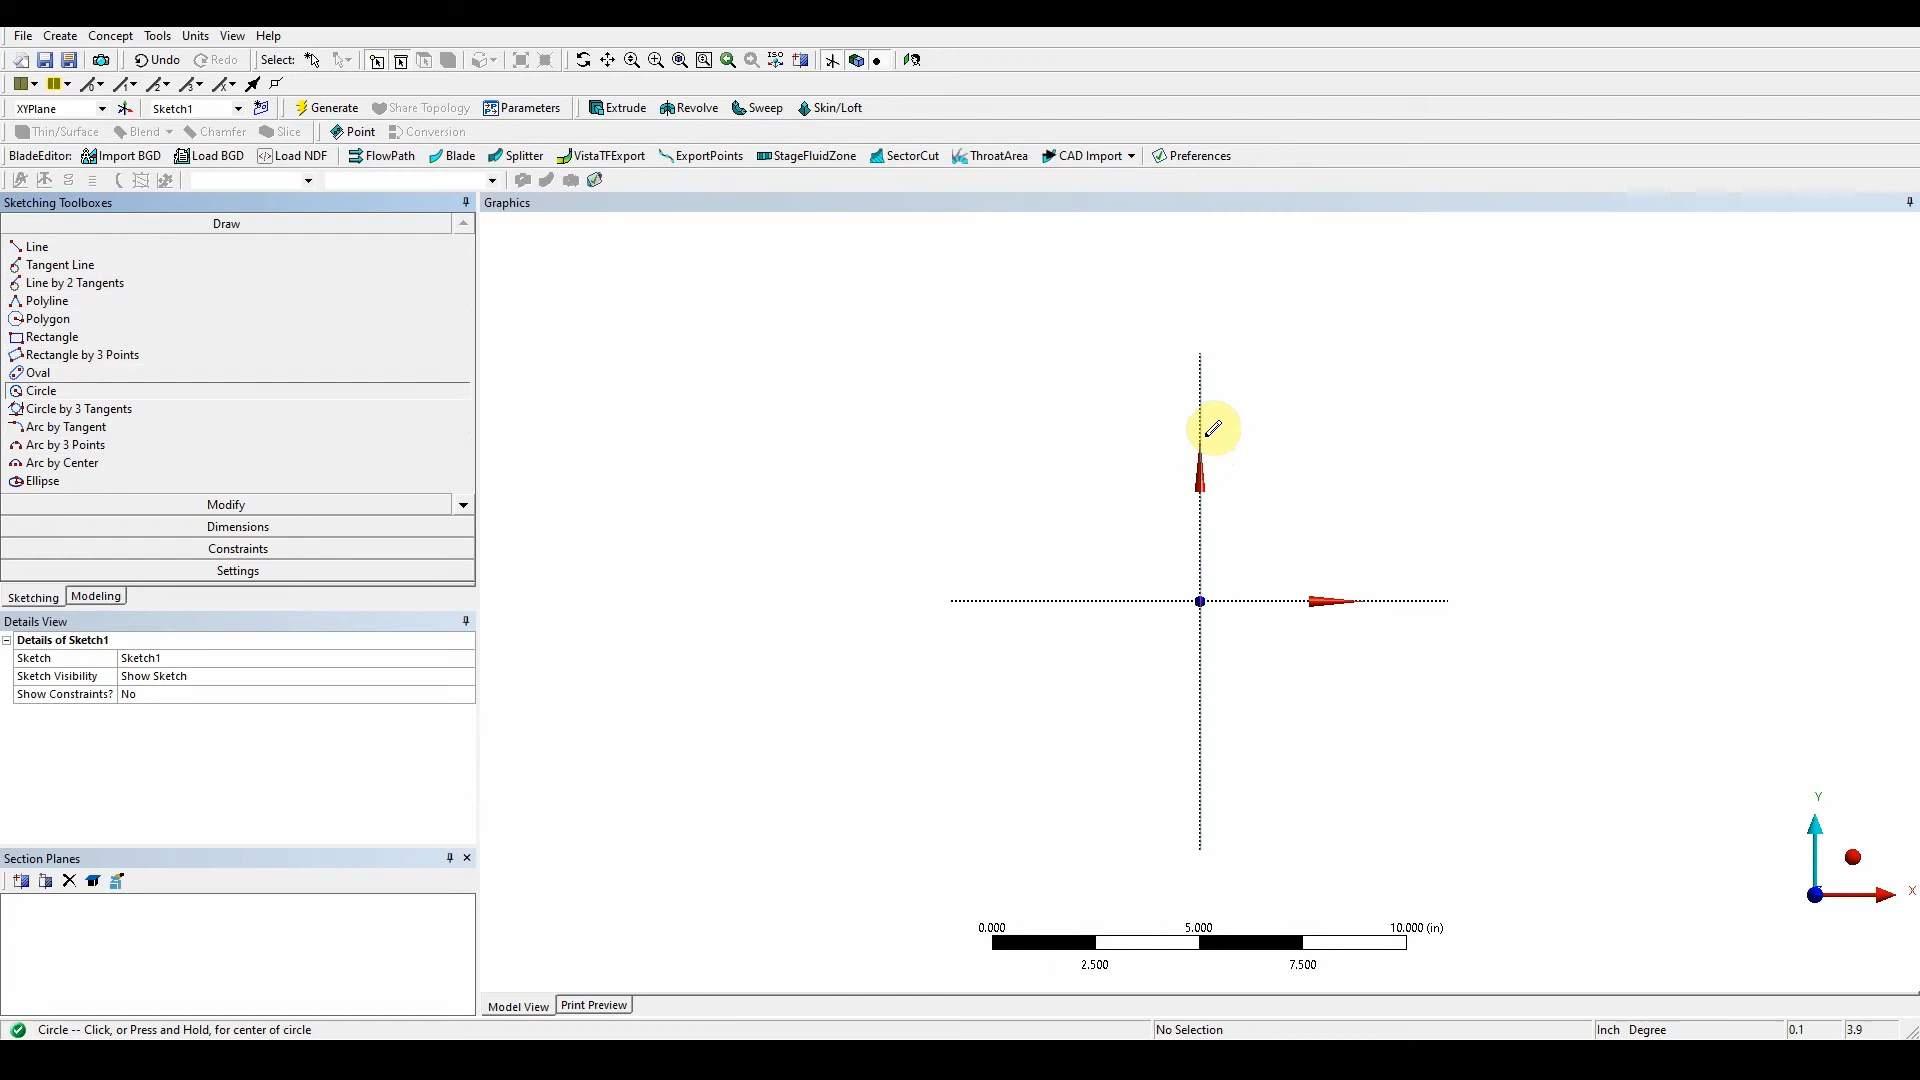 File Create Concept Tools Units View Help
Undo Redo Select: ISO
XYPlane Sketch1 Generate Share Topology Parameters Extrude Revolve Sweep Skin/Loft
Thin/Surface Blend Chamfer Slice Point Conversion
BladeEditor: Import BGD Load BGD Load NDF FlowPath Blade Splitter VistaTFExport ExportPoints StageFluidZone SectorCut ThroatArea CAD Import Preferences
Sketching Toolboxes
Graphics
Draw
Line
Tangent Line
Line by 2 Tangents
Polyline
Polygon
Rectangle
Rectangle by 3 Points
Oval
Circle
Circle by 3 Tangents
Arc by Tangent
Arc by 3 Points
Arc by Center
Ellipse
Modify
Dimensions
Constraints
Settings
Sketching Modeling
Details View
Details of Sketch1
Sketch Sketch1
Sketch Visibility Show Sketch
Show Constraints? No
Section Planes
Y
X
0.000 5.000 10.000 (in)
2.500 7.500
Model View Print Preview
Circle -- Click, or Press and Hold, for center of circle No Selection Inch Degree 0.1 3.9